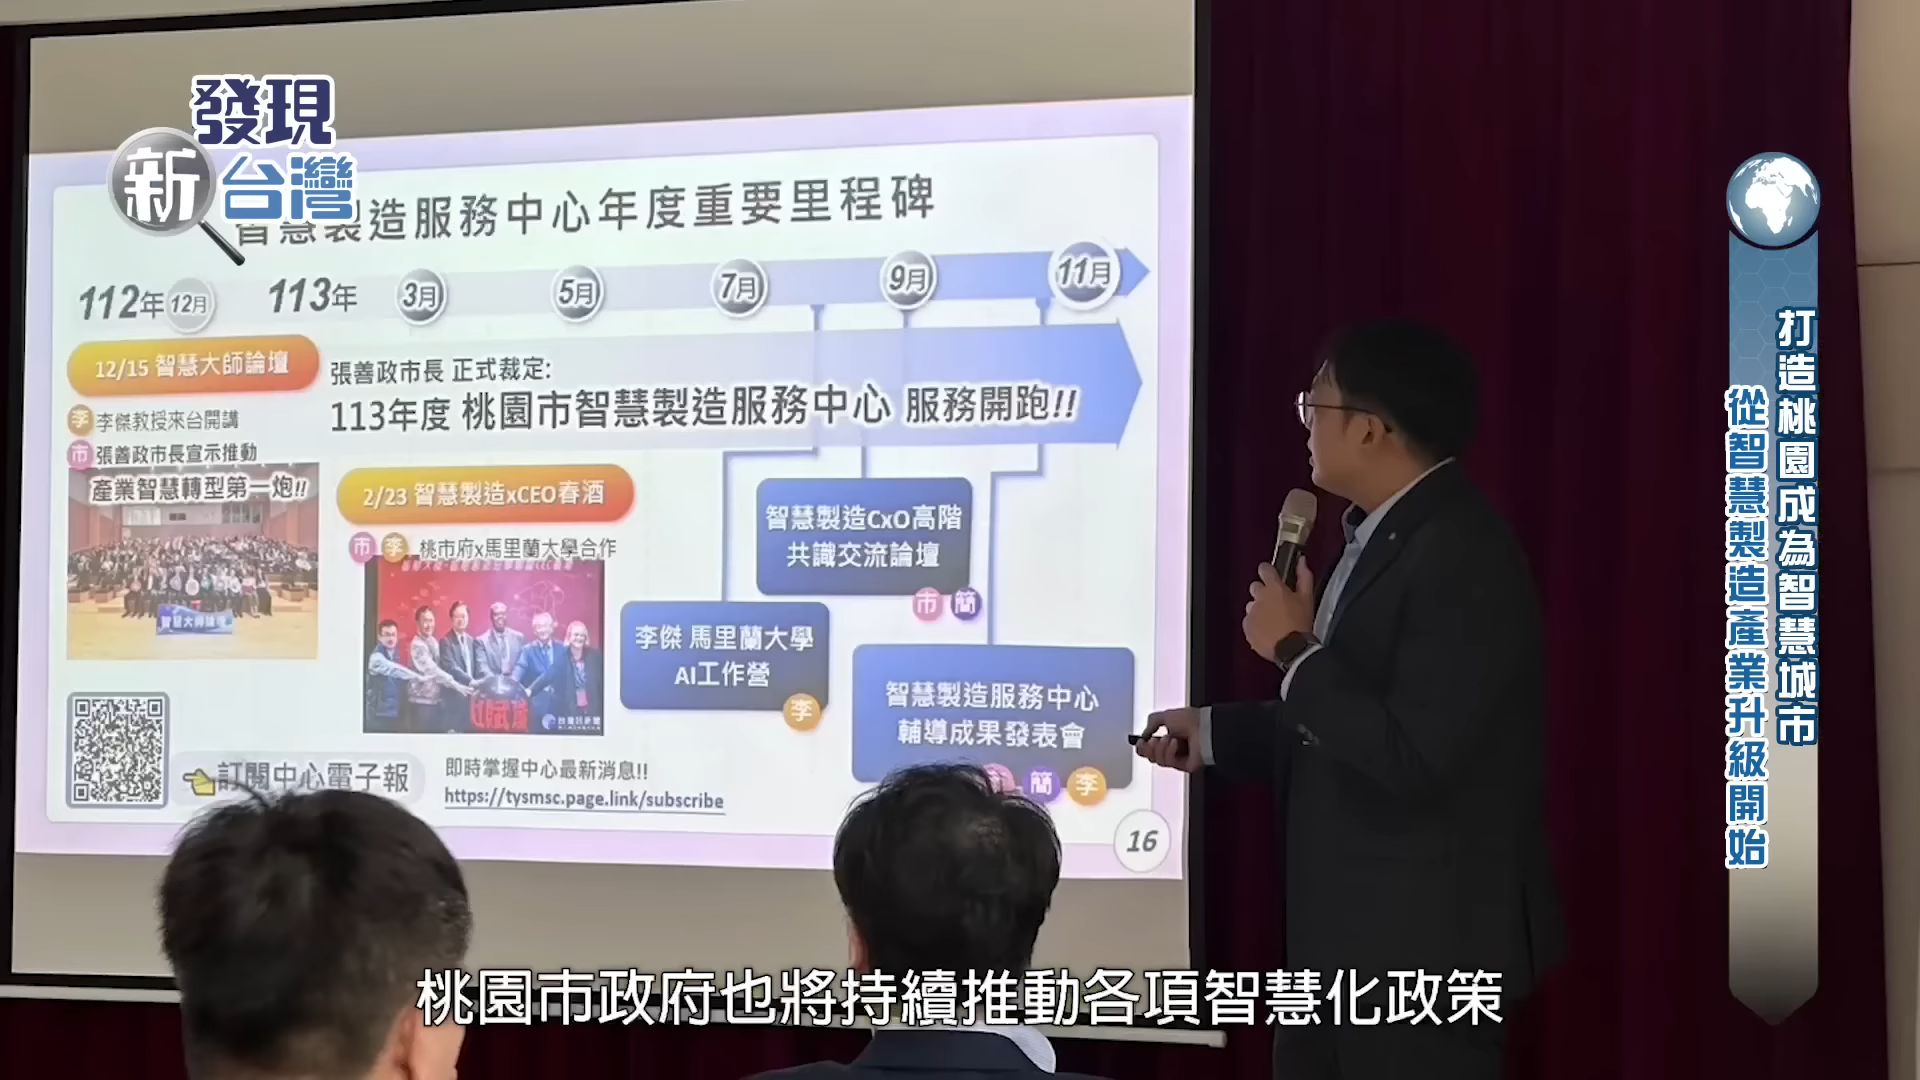 發現
新台灣
智慧製造服務中心年度重要里程碑
112年 12月 113年 3月 5月 7月 9月 11月
12/15 智慧大師論壇
李 李傑教授來台開講
市 張善政市長宣示推動
產業智慧轉型第一炮!!
智慧大師論壇
張善政市長 正式裁定:
113年度 桃園市智慧製造服務中心 服務開跑!!
2/23 智慧製造xCEO春酒
市 李 桃市府x馬里蘭大學合作
智慧製造CxO高階
共識交流論壇
市 簡
李傑 馬里蘭大學
AI工作營
李
智慧製造服務中心
輔導成果發表會
市 簡 李
訂閱中心電子報
即時掌握中心最新消息!!
https://tysmsc.page.link/subscribe
16
打造桃園成為智慧城市
從智慧製造產業升級開始
桃園市政府也將持續推動各項智慧化政策